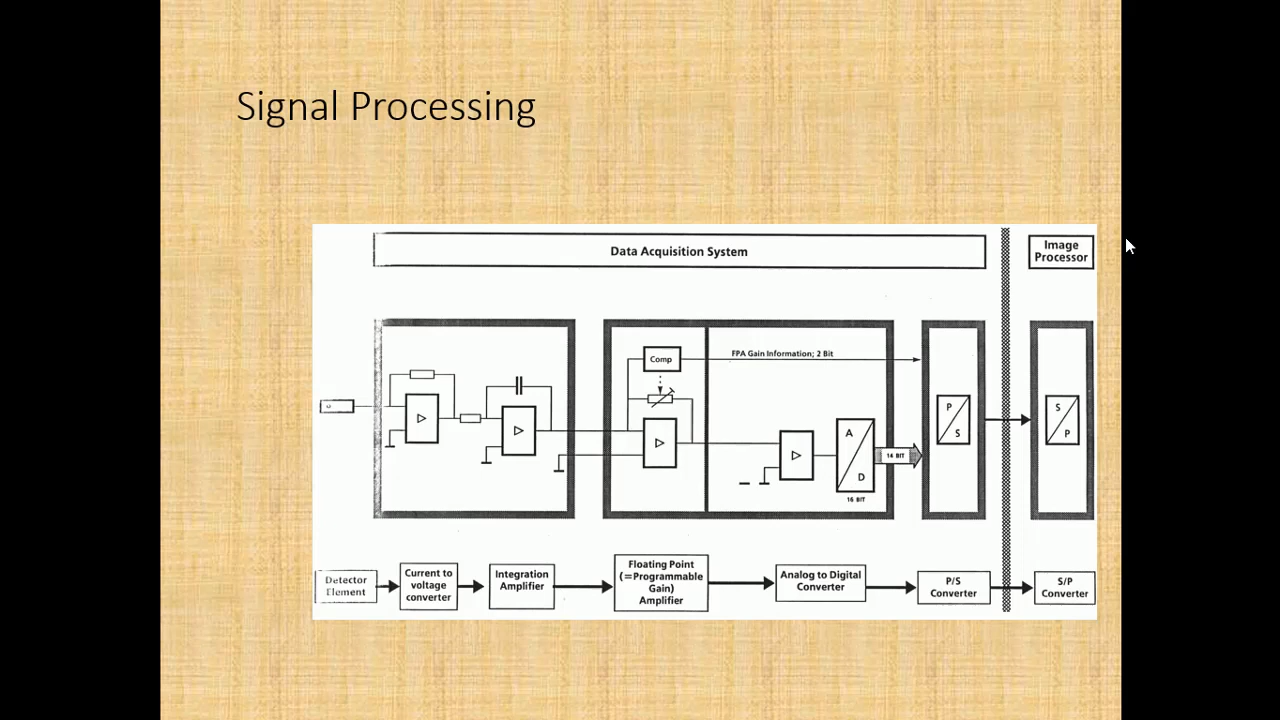 Signal Processing
Data Acquisition System
Image
Processor
Comp
FPA Gain Information; 2 Bit
A
D
14 BIT
16 BIT
P
S
S
P
Detector
Element
Current to
voltage
converter
Integration
Amplifier
Floating Point
(=Programmable
Gain)
Amplifier
Analog to Digital
Converter
P/S
Converter
S/P
Converter